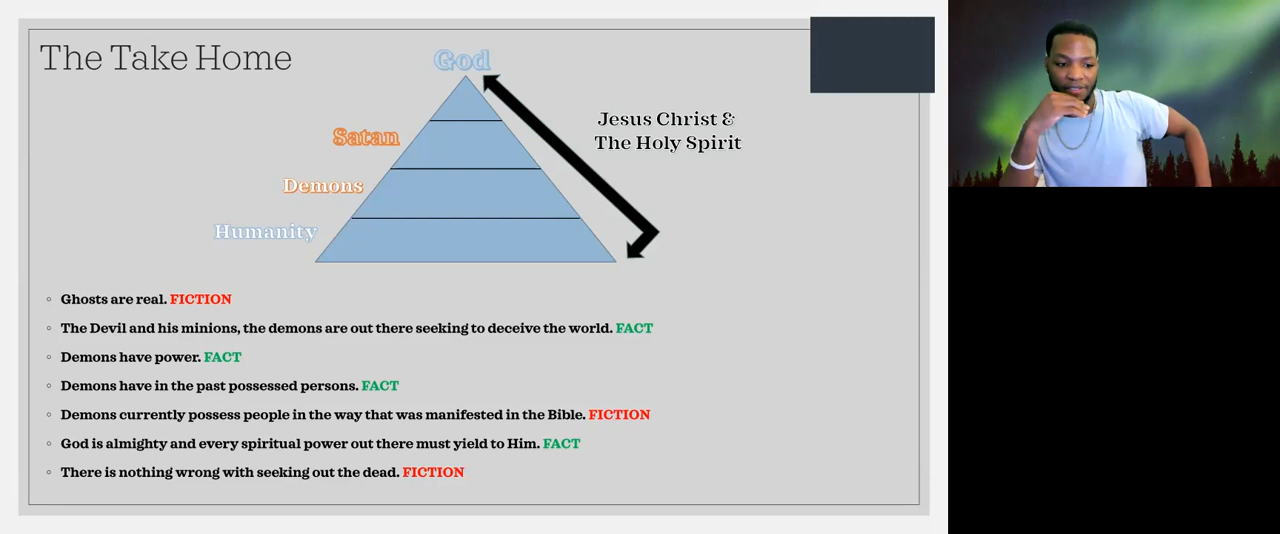 The Take Home
God
Jesus Christ &
The Holy Spirit
Satan
Demons
Humanity
Ghosts are real. FICTION
The Devil and his minions, the demons are out there seeking to deceive the world. FACT
Demons have power. FACT
Demons have in the past possessed persons. FACT
Demons currently possess people in the way that was manifested in the Bible. FICTION
God is almighty and every spiritual power out there must yield to Him. FACT
There is nothing wrong with seeking out the dead. FICTION